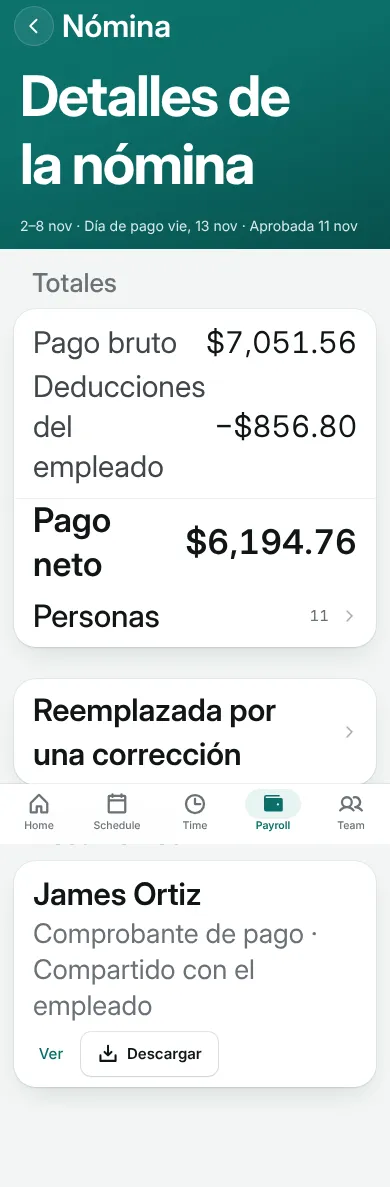 Nómina
Detalles de
la nómina
2–8 nov · Día de pago vie, 13 nov · Aprobada 11 nov
Totales
Pago bruto $7,051.56
Deducciones
del
empleado
−$856.80
Pago
neto
$6,194.76
Personas 11
Reemplazada por
una corrección
Home Schedule Time Payroll Team
James Ortiz
Comprobante de pago ·
Compartido con el
empleado
Ver Descargar